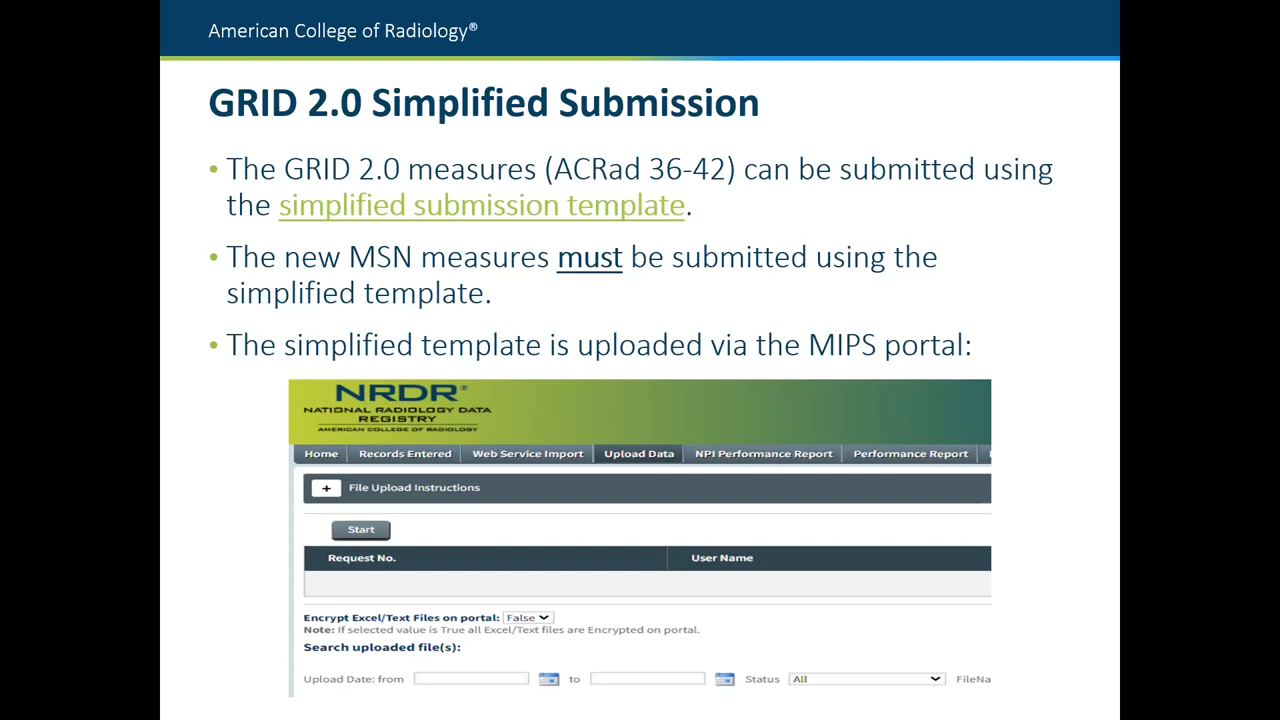 American College of Radiology®
GRID 2.0 Simplified Submission
• The GRID 2.0 measures (ACRad 36-42) can be submitted using
the simplified submission template.
• The new MSN measures must be submitted using the
simplified template.
• The simplified template is uploaded via the MIPS portal:
NRDR®
NATIONAL RADIOLOGY DATA
REGISTRY
AMERICAN COLLEGE OF RADIOLOGY
Home Records Entered Web Service Import Upload Data NPI Performance Report Performance Report
+ File Upload Instructions
Start
Request No. User Name
Encrypt Excel/Text Files on portal: False
Note: If selected value is True all Excel/Text files are Encrypted on portal.
Search uploaded file(s):
Upload Date: from to Status All FileNa